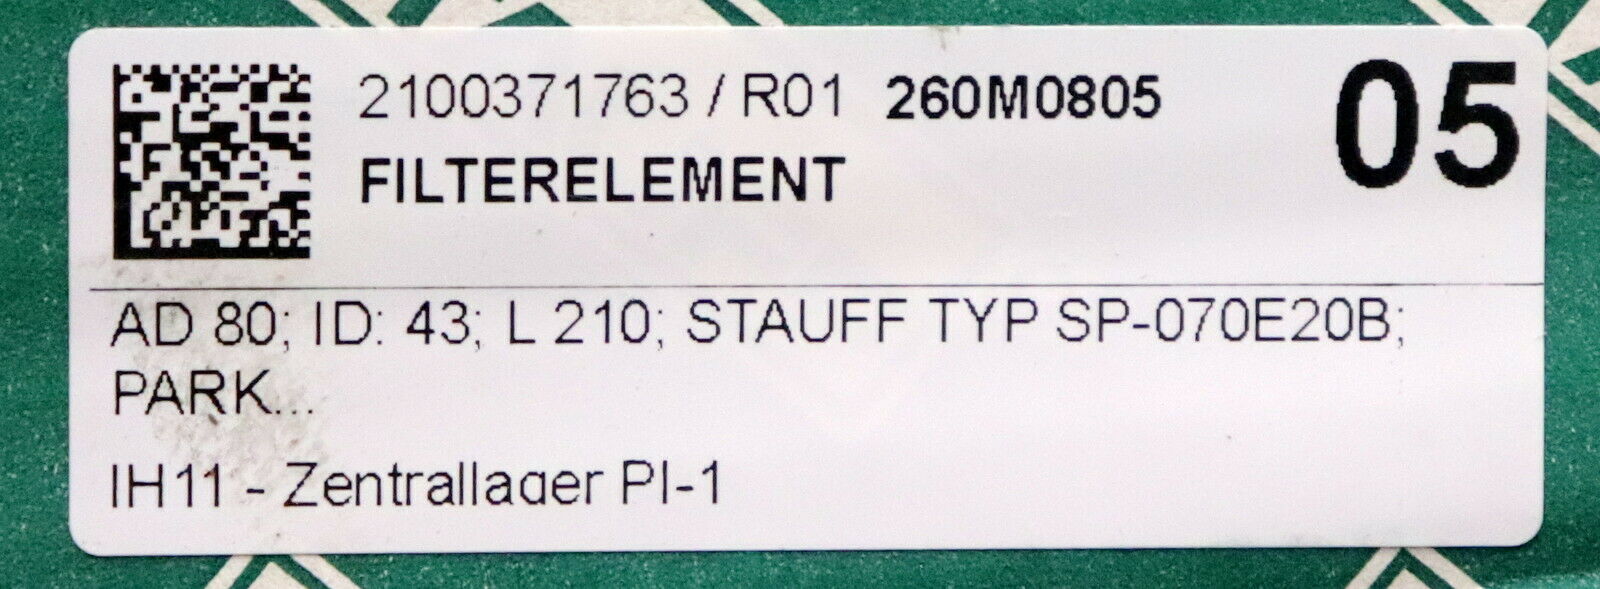 2100371763 / R01 260M0805 05
FILTERELEMENT
AD 80; ID: 43; L 210; STAUFF TYP SP-070E20B;
PARK...
IH11 - Zentrallager PI-1